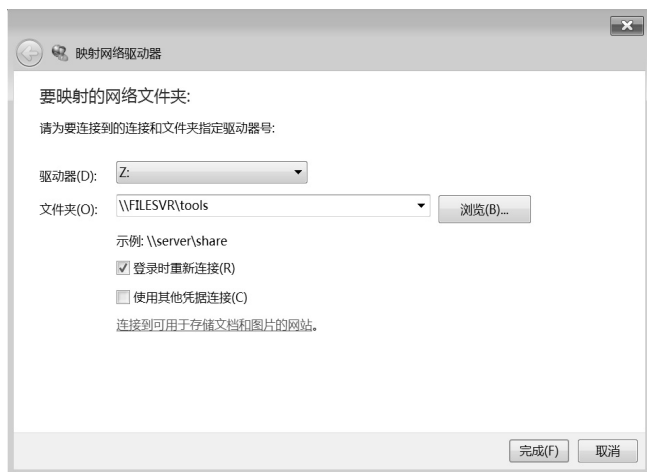 映射网络驱动器
要映射的网络文件夹:
请为要连接到的连接和文件夹指定驱动器号:
驱动器(D): Z:
文件夹(O): \\FILESVR\tools 浏览(B)...
示例: \\server\share
登录时重新连接(R)
使用其他凭据连接(C)
连接到可用于存储文档和图片的网站。
完成(F) 取消